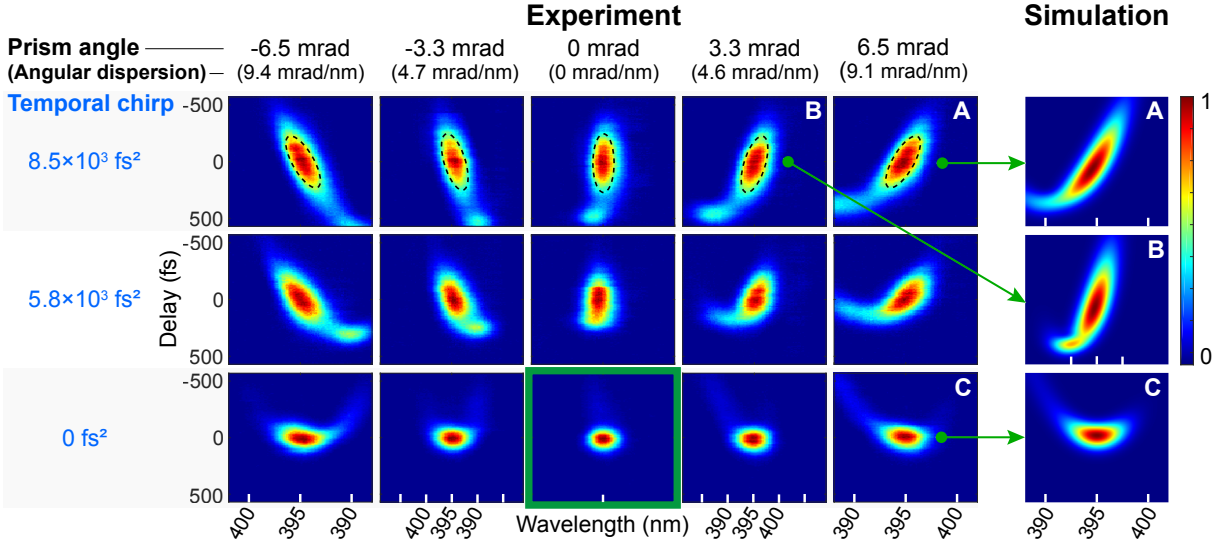 Experiment
Simulation
Prism angle
-6.5 mrad
-3.3 mrad
0 mrad
3.3 mrad
6.5 mrad
(Angular dispersion)
(9.4 mrad/nm)
(4.7 mrad/nm)
(0 mrad/nm)
(4.6 mrad/nm)
(9.1 mrad/nm)
Temporal chirp
-500
B
A
A
1
8.5×10³ fs²
0
500
-500
B
5.8×10³ fs²
0
Delay (fs)
500
0
-500
C
C
0 fs²
0
500
400
395
390
400
395
390
Wavelength (nm)
390
395
400
390
395
400
390
395
400